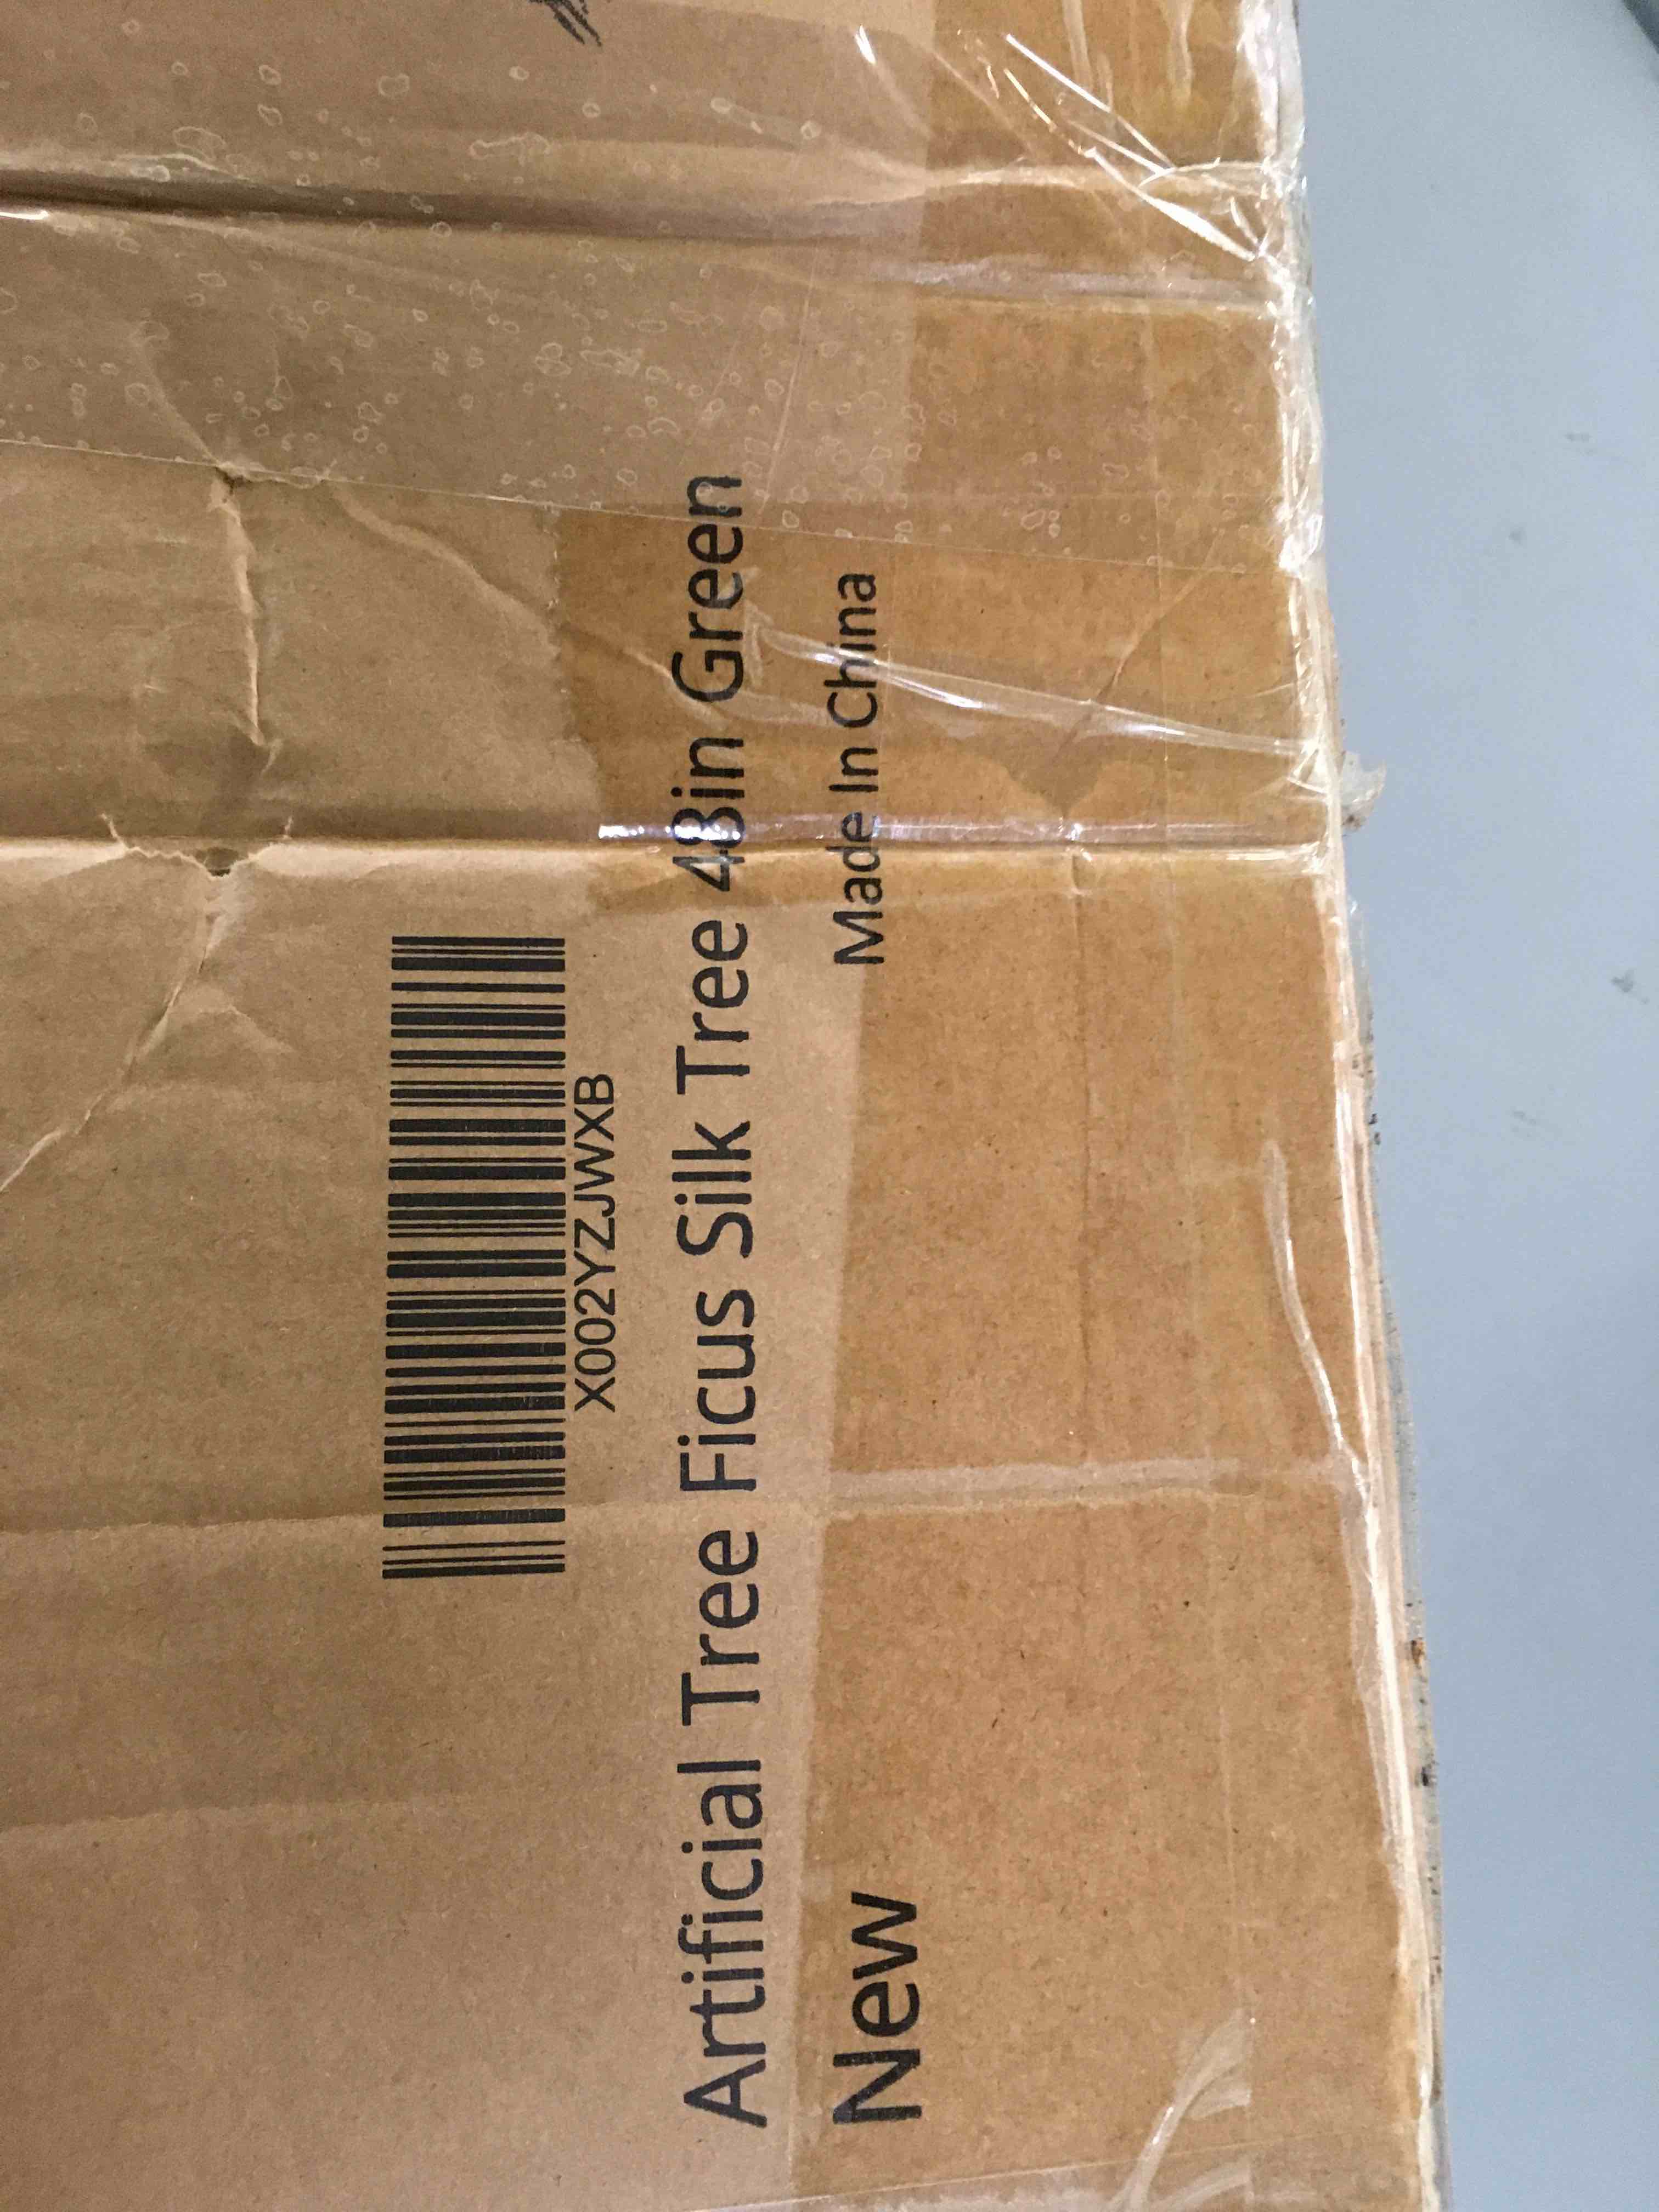 X002YZJWXB
Artificial Tree Ficus Silk Tree 48in Green
New
Made In China